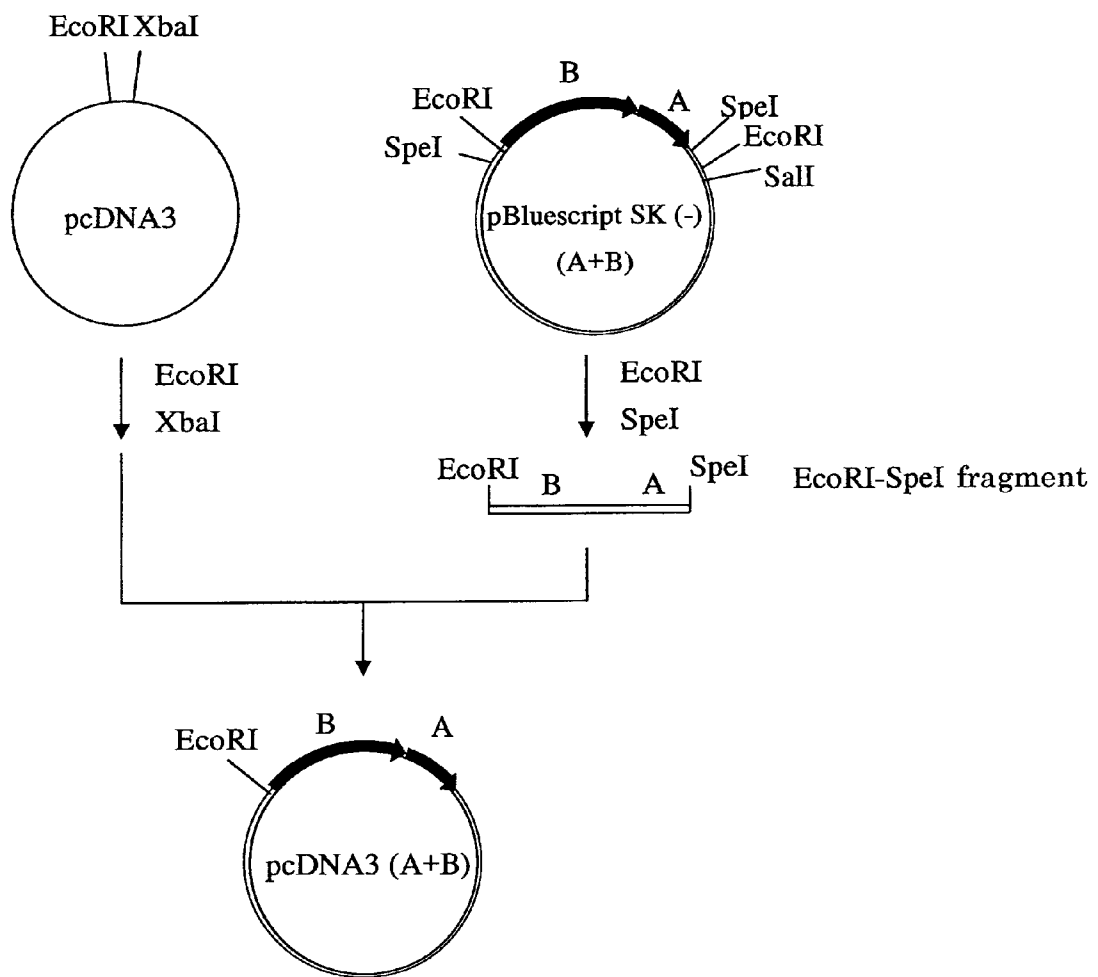 EcoRI XbaI
pcDNA3
EcoRI
XbaI
B
A
EcoRI
SpeI
SpeI
EcoRI
SalI
pBluescript SK (-)
(A+B)
EcoRI
SpeI
EcoRI
B
A
SpeI
EcoRI-SpeI fragment
B
A
EcoRI
pcDNA3 (A+B)